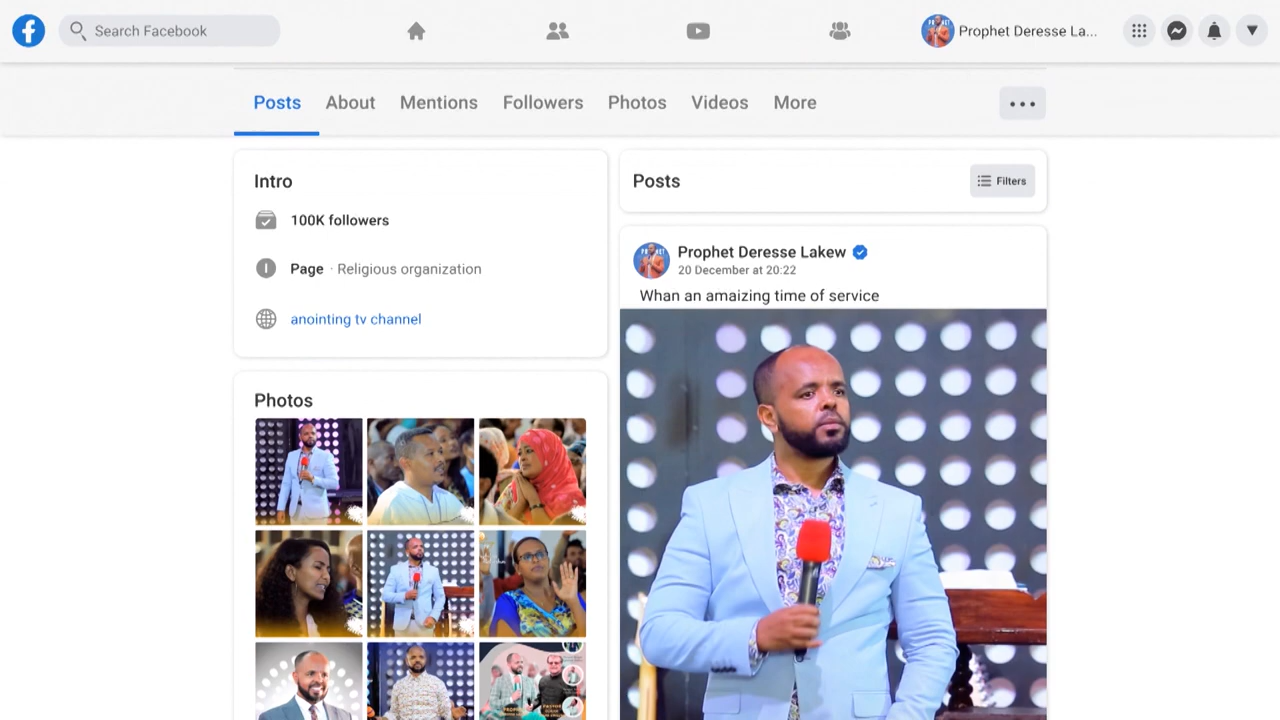 Search Facebook
Prophet Deresse La...
Posts
About
Mentions
Followers
Photos
Videos
More
Intro
100K followers
Page · Religious organization
anointing tv channel
Photos
Posts
Filters
Prophet Deresse Lakew
20 December at 20:22
Whan an amaizing time of service